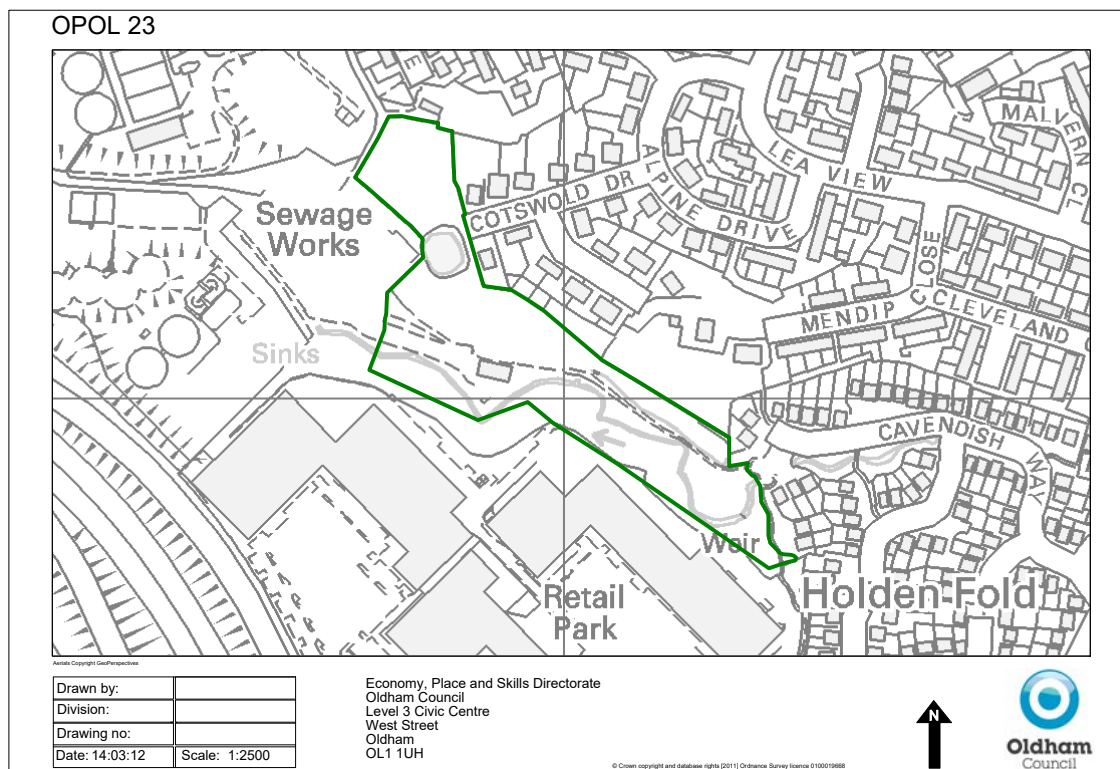 OPOL 23
E
MALVERN CL
LEA VIEW
ALPINE DRIVE
COTSWOLD DR
Sewage
Works
CLOSE
MENDIP
CLEVELAND C
Sinks
CAVENDISH
WAY
Weir
Holden Fold
Retail
Park
Aerials Copyright GeoPerspectives
Drawn by:
Division:
Drawing no:
Date: 14:03:12
Scale: 1:2500
Economy, Place and Skills Directorate
Oldham Council
Level 3 Civic Centre
West Street
Oldham
OL1 1UH
© Crown copyright and database rights [2011] Ordnance Survey licence 0100019668
N
Oldham
Council